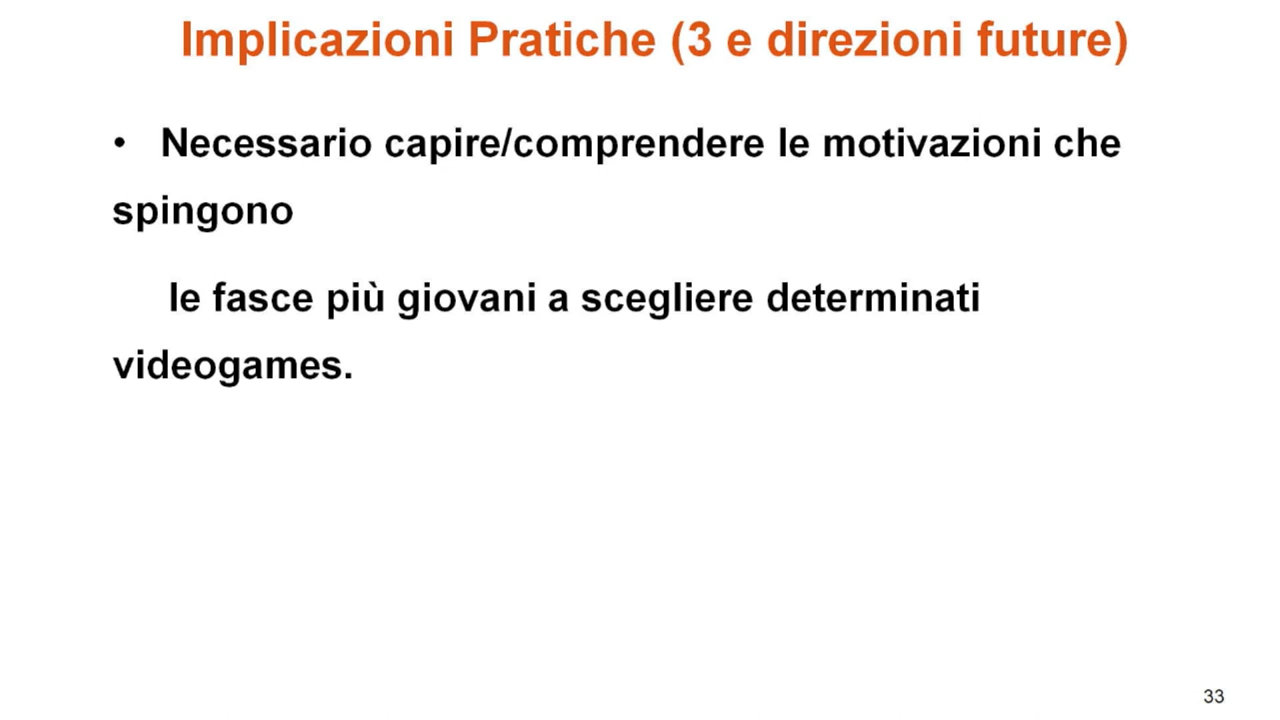 Implicazioni Pratiche (3 e direzioni future)
• Necessario capire/comprendere le motivazioni che
spingono
le fasce più giovani a scegliere determinati
videogames.
33